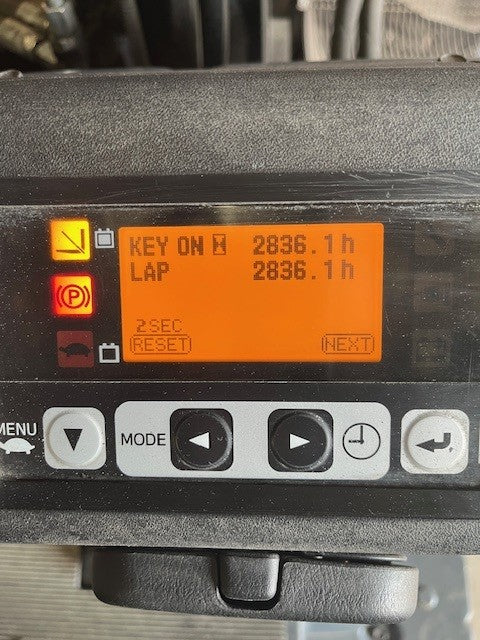 KEY ON 2836.1h
LAP 2836.1h
P
2SEC
RESET NEXT
MENU
MODE